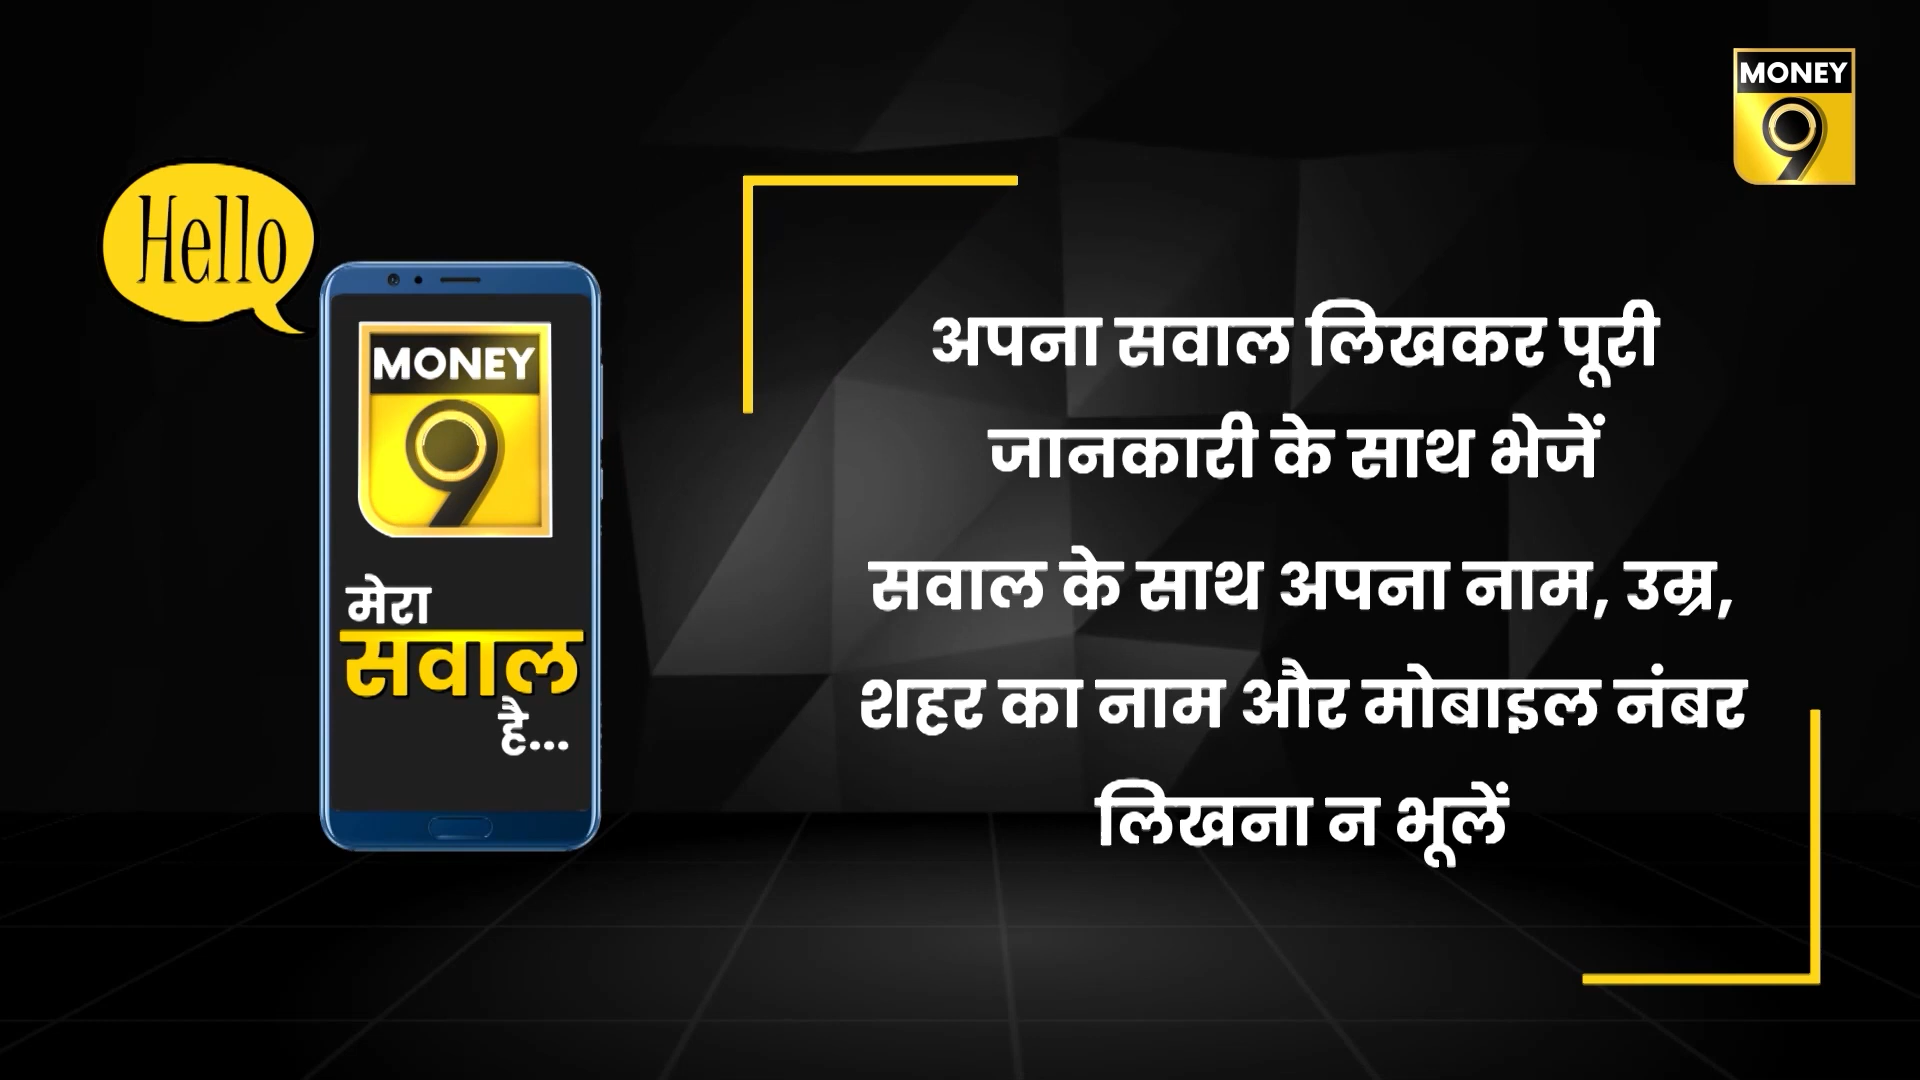 MONEY
9
Hello
MONEY
9
मेरा
सवाल
है...
अपना सवाल लिखकर पूरी
जानकारी के साथ भेजें
सवाल के साथ अपना नाम, उम्र,
शहर का नाम और मोबाइल नंबर
लिखना न भूलें